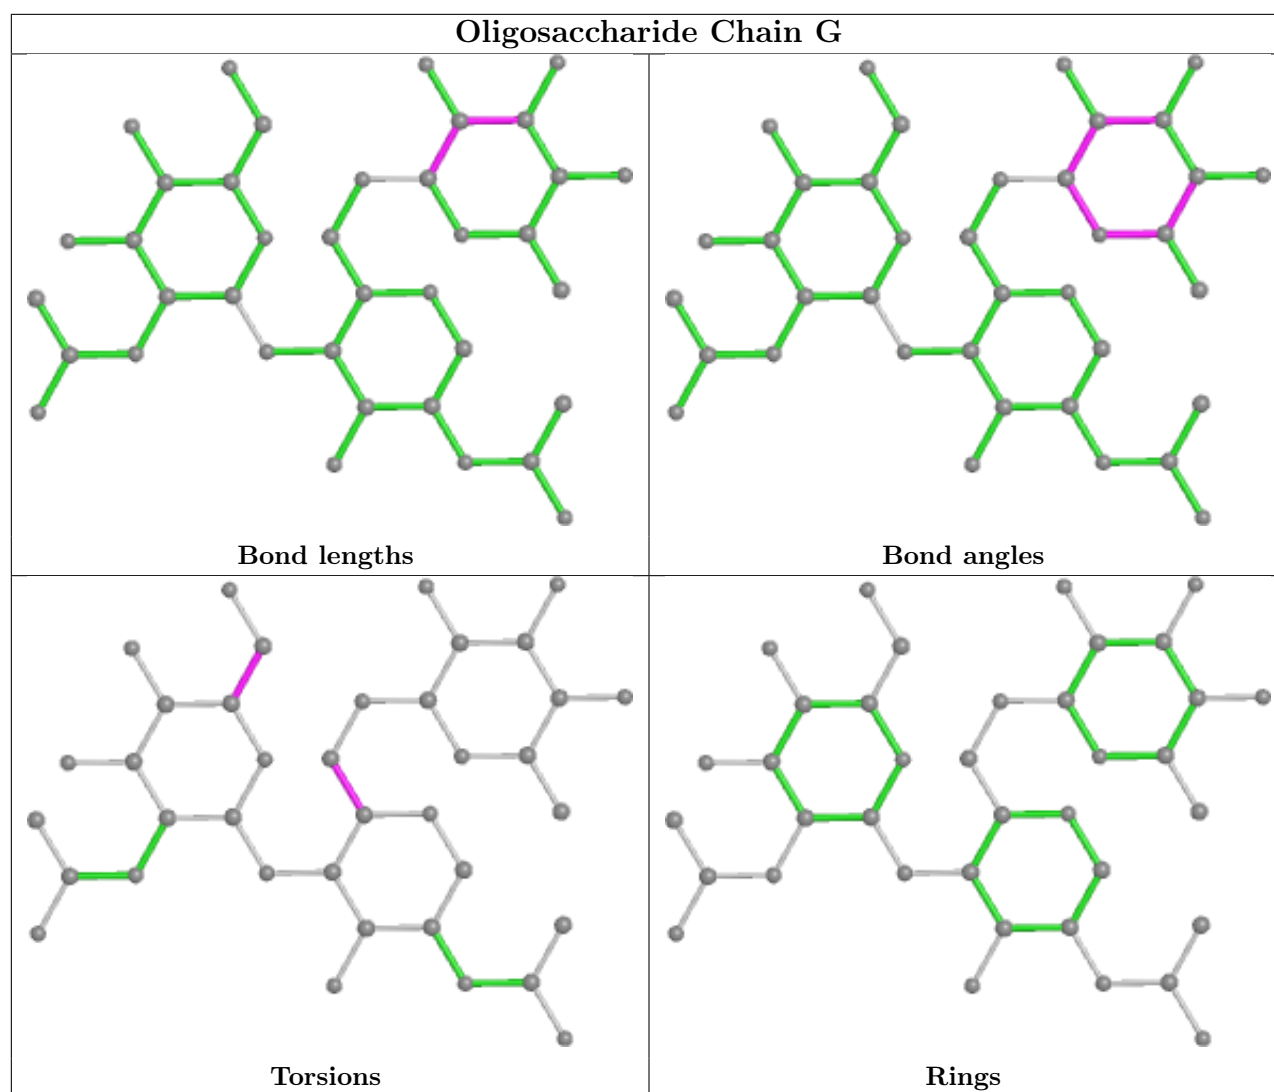 Oligosaccharide Chain G
Bond lengths
Bond angles
Torsions
Rings